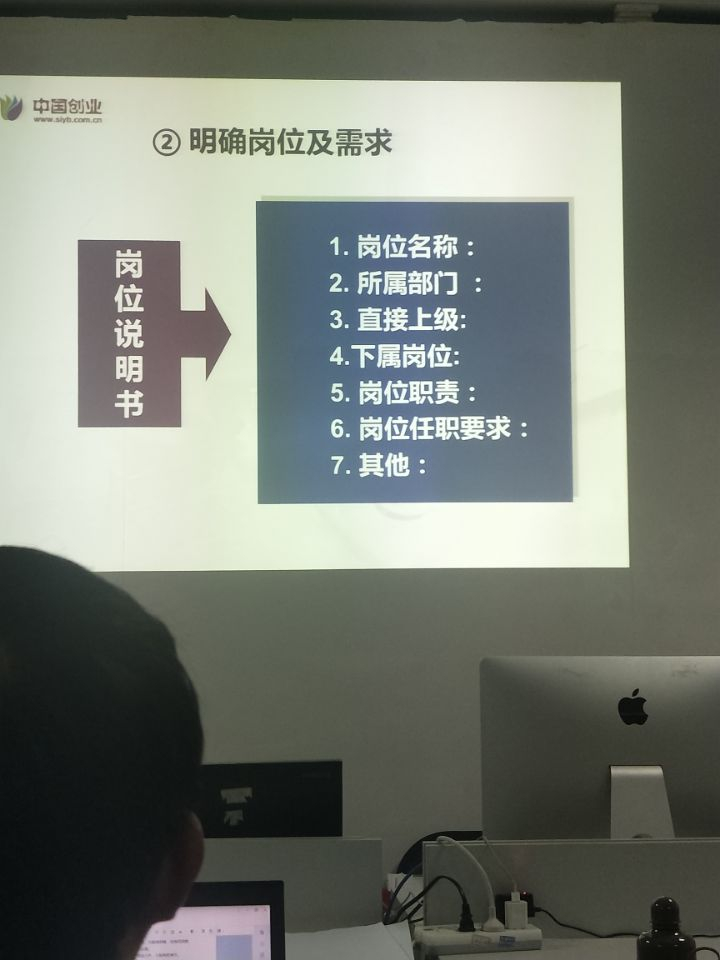 中国创业
www.siyb.com.cn
② 明确岗位及需求
岗位说明书
1. 岗位名称：
2. 所属部门 ：
3. 直接上级:
4.下属岗位:
5. 岗位职责：
6. 岗位任职要求：
7. 其他：